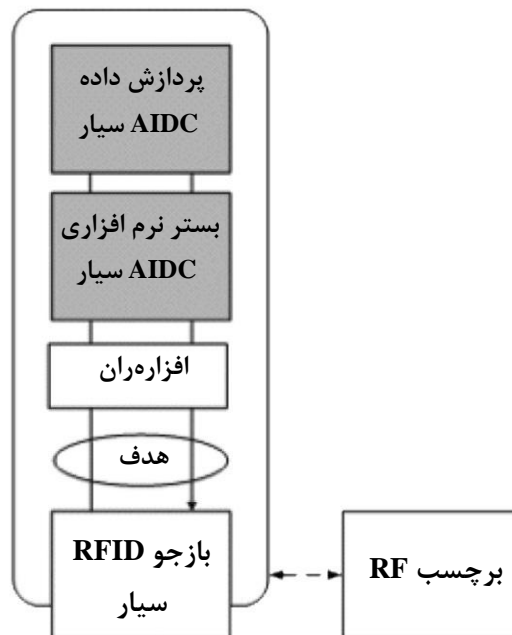 پردازش داده
AIDC سیار
بستر نرم افزاری
AIDC سیار
افزاره‌ران
هدف
بازجو RFID
سیار
برچسب RF